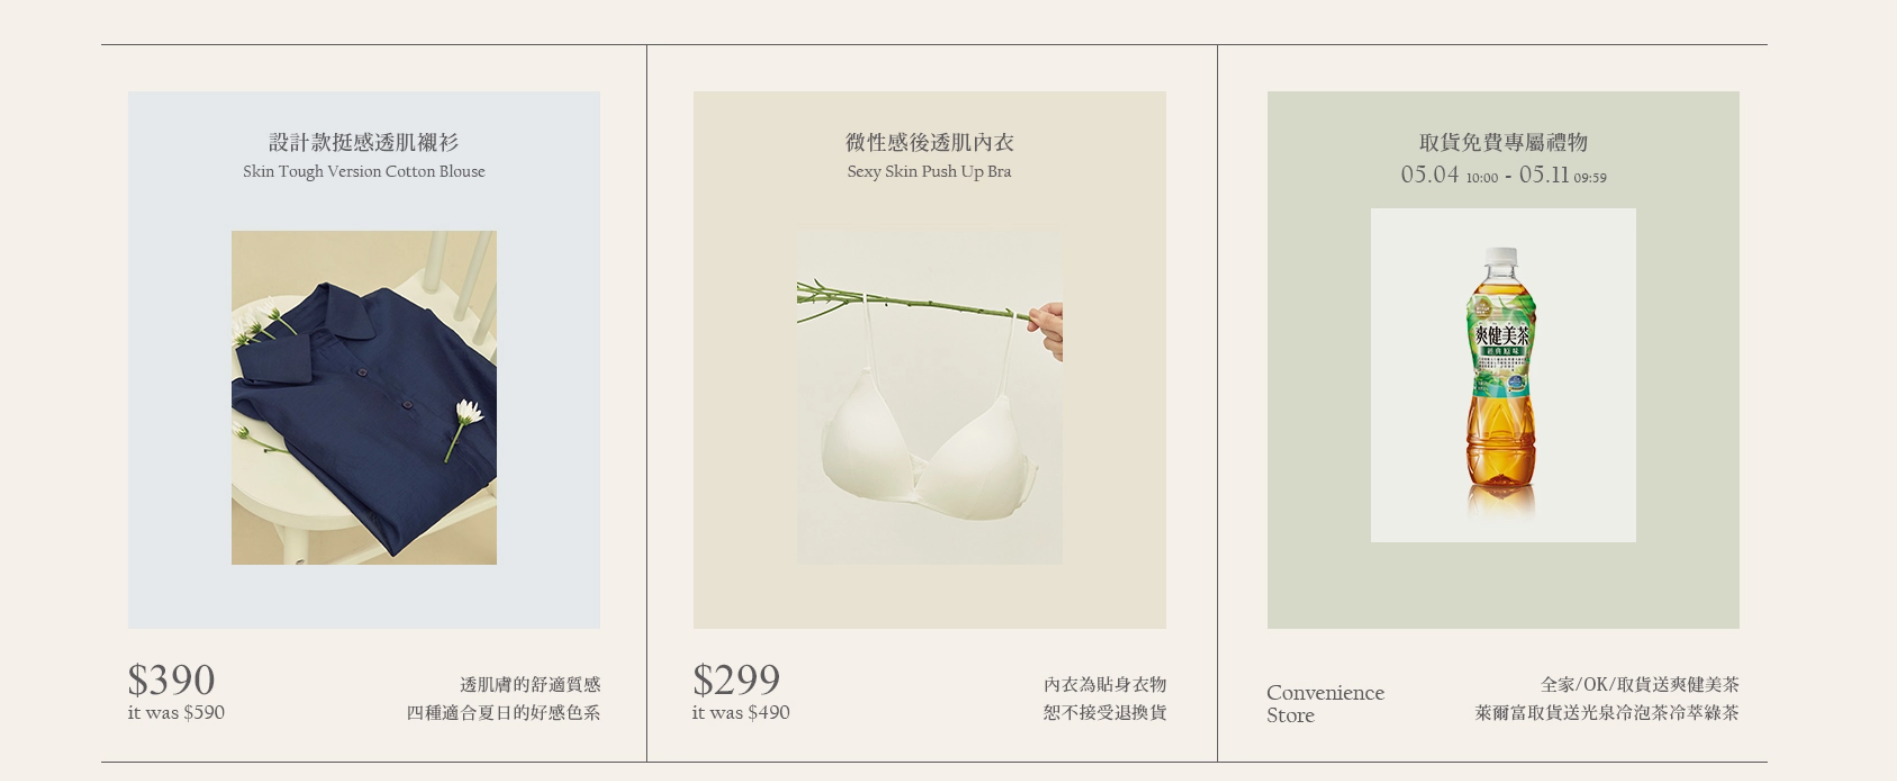 設計款挺感透肌襯衫
Skin Tough Version Cotton Blouse
$390
it was $590
透肌膚的舒適質感
四種適合夏日的好感色系
微性感後透肌內衣
Sexy Skin Push Up Bra
$299
it was $490
內衣為貼身衣物
恕不接受退換貨
取貨免費專屬禮物
05.04 10:00 - 05.11 09:59
爽健美茶
Convenience
Store
全家/OK/取貨送爽健美茶
萊爾富取貨送光泉冷泡茶冷萃綠茶